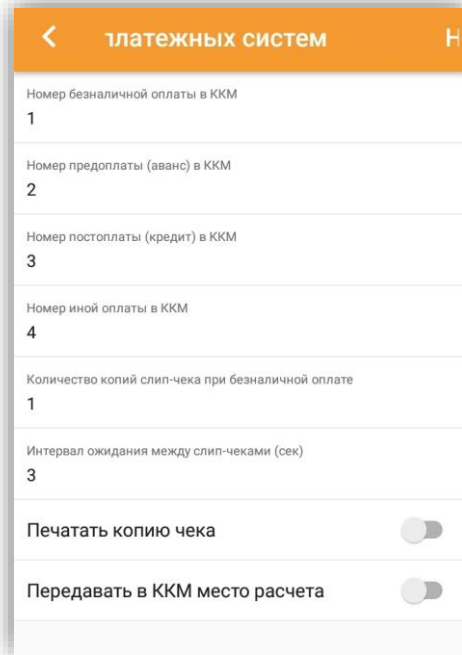 платежных систем Н
Номер безналичной оплаты в ККМ
1
Номер предоплаты (аванс) в ККМ
2
Номер постоплаты (кредит) в ККМ
3
Номер иной оплаты в ККМ
4
Количество копий слип-чека при безналичной оплате
1
Интервал ожидания между слип-чеками (сек)
3
Печатать копию чека
Передавать в ККМ место расчета